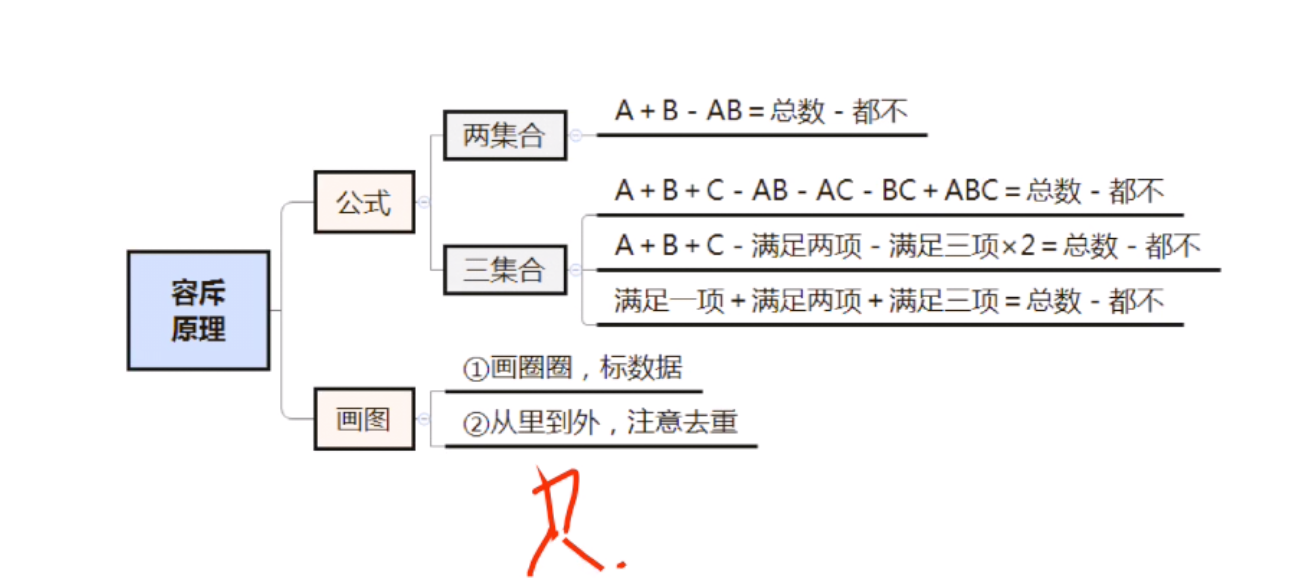 A + B - AB = 总数 - 都不
两集合
A + B + C - AB - AC - BC + ABC = 总数 - 都不
公式
A + B + C - 满足两项 - 满足三项×2 = 总数 - 都不
三集合
满足一项 + 满足两项 + 满足三项 = 总数 - 都不
容斥
原理
①画圈圈，标数据
画图
②从里到外，注意去重